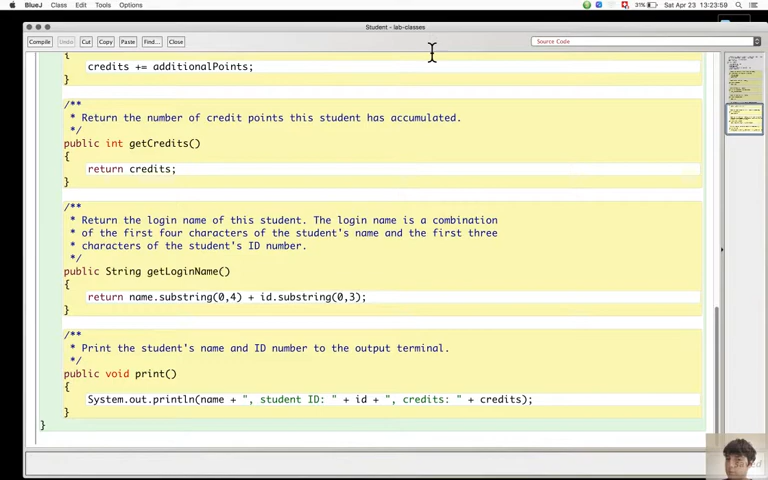 BlueJ Class Edit Tools Options
31% Sat Apr 23 13:23:59
Student - lab-classes
Compile Undo Cut Copy Paste Find... Close Source Code
{
credits += additionalPoints;
}
/**
* Return the number of credit points this student has accumulated.
*/
public int getCredits()
{
return credits;
}
/**
* Return the login name of this student. The login name is a combination
* of the first four characters of the student's name and the first three
* characters of the student's ID number.
*/
public String getLoginName()
{
return name.substring(0,4) + id.substring(0,3);
}
/**
* Print the student's name and ID number to the output terminal.
*/
public void print()
{
System.out.println(name + ", student ID: " + id + ", credits: " + credits);
}
}
saved